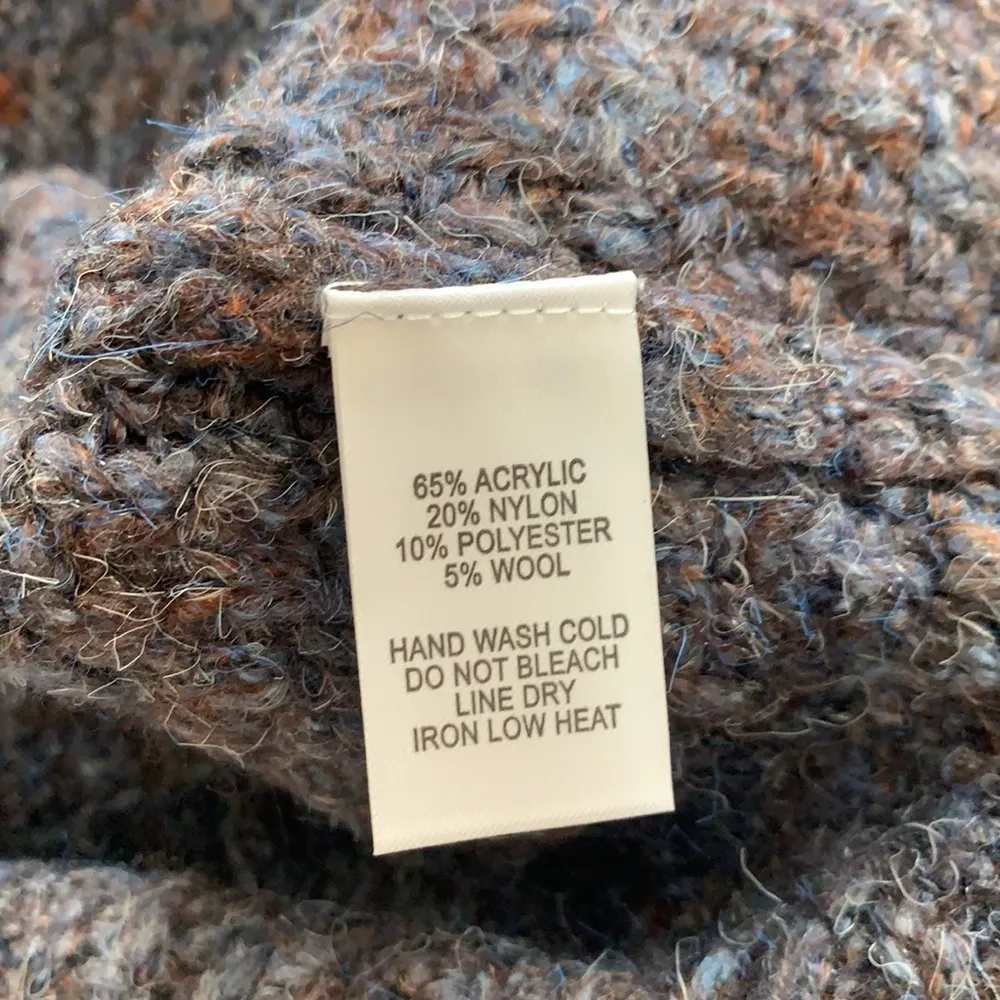 65% ACRYLIC
20% NYLON
10% POLYESTER
5% WOOL
HAND WASH COLD
DO NOT BLEACH
LINE DRY
IRON LOW HEAT